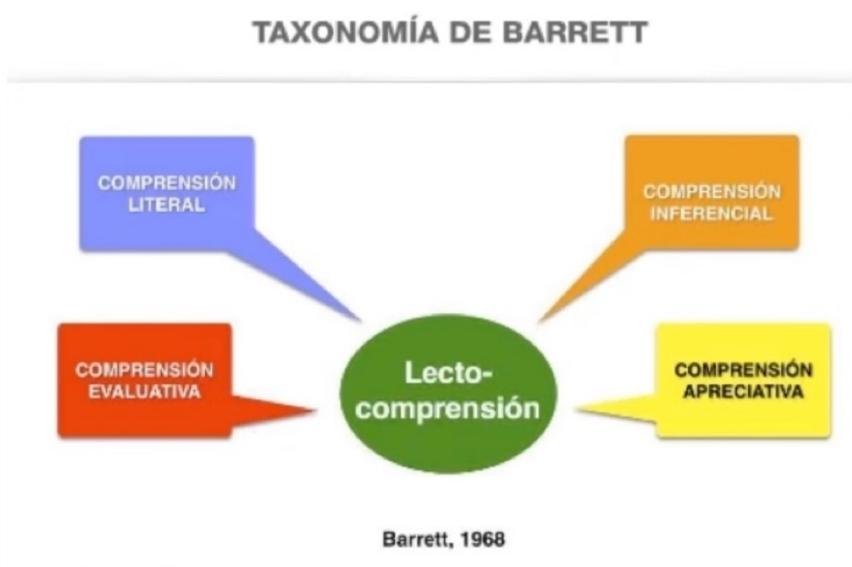 TAXONOMÍA DE BARRETT
COMPRENSIÓN
LITERAL
COMPRENSIÓN
INFERENCIAL
COMPRENSIÓN
EVALUATIVA
Lecto-
comprensión
COMPRENSIÓN
APRECIATIVA
Barrett, 1968